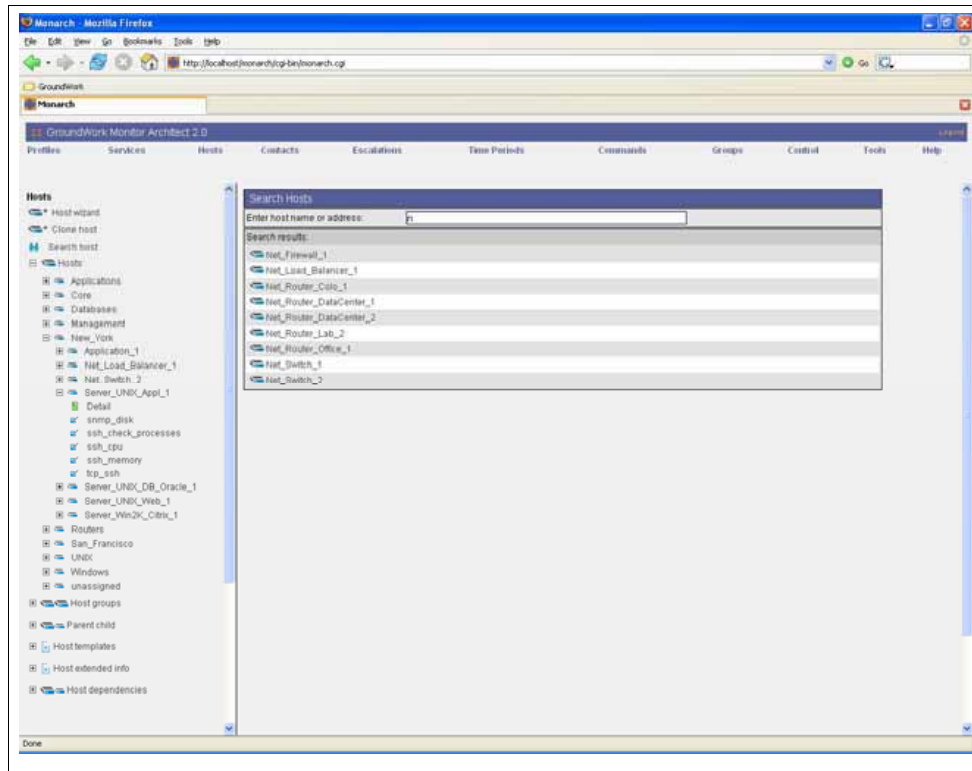 Monarch - Mozilla Firefox
File Edit View Go Bookmarks Tools Help
http://localhost/monarch/cgi-bin/monarch.cgi
Go
GroundWork
Monarch
GroundWork Monitor Architect 2.0
Logout
Profiles Services Hosts Contacts Escalations Time Periods Commands Groups Control Tools Help
Hosts
Host wizard
Clone host
Search host
Hosts
Applications
Core
Databases
Management
New_York
Application_1
Net_Load_Balancer_1
Net_Switch_2
Server_UNIX_Appl_1
Detail
snmp_disk
ssh_check_processes
ssh_cpu
ssh_memory
tcp_ssh
Server_UNIX_DB_Oracle_1
Server_UNIX_Web_1
Server_Win2K_Citrix_1
Routers
San_Francisco
UNIX
Windows
unassigned
Host groups
Parent child
Host templates
Host extended info
Host dependencies
Search Hosts
Enter host name or address: n
Search results:
Net_Firewall_1
Net_Load_Balancer_1
Net_Router_Colo_1
Net_Router_DataCenter_1
Net_Router_DataCenter_2
Net_Router_Lab_2
Net_Router_Office_1
Net_Switch_1
Net_Switch_2
Done